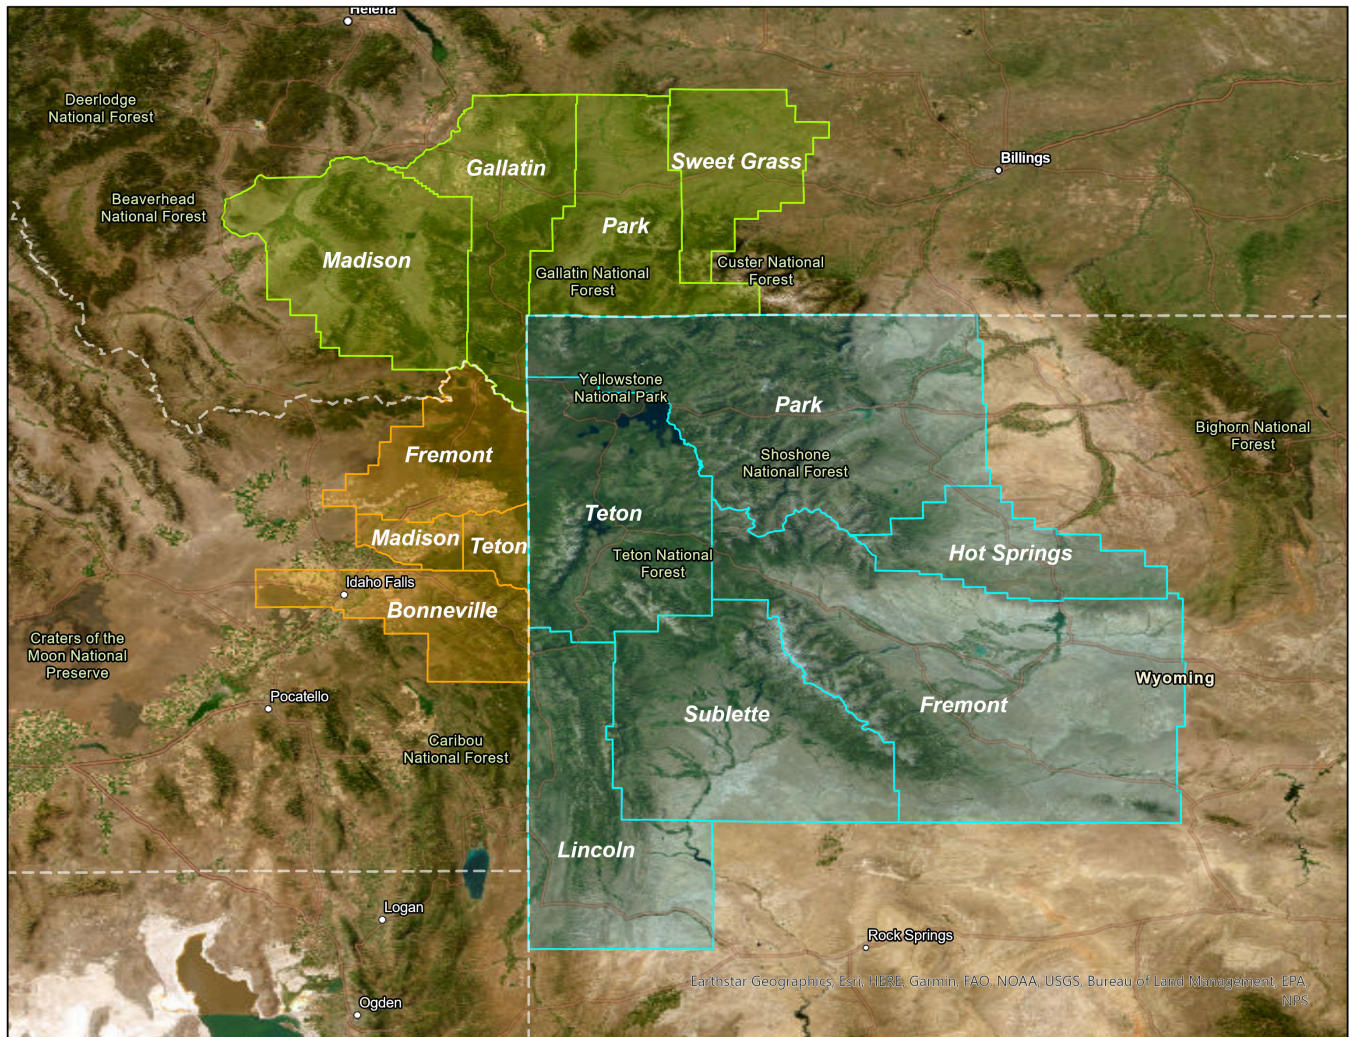 Helena
Deerlodge
National Forest
Gallatin
Sweet Grass
Billings
Beaverhead
National Forest
Park
Madison
Gallatin National
Forest
Custer National
Forest
Yellowstone
National Park
Park
Bighorn National
Forest
Fremont
Shoshone
National Forest
Teton
Madison
Teton
Hot Springs
Teton National
Forest
Idaho Falls
Bonneville
Craters of the
Moon National
Preserve
Wyoming
Pocatello
Fremont
Sublette
Caribou
National Forest
Lincoln
Logan
Rock Springs
Earthstar Geographics, Esri, HERE, Garmin, FAO, NOAA, USGS, Bureau of Land Management, EPA,
NPS
Ogden